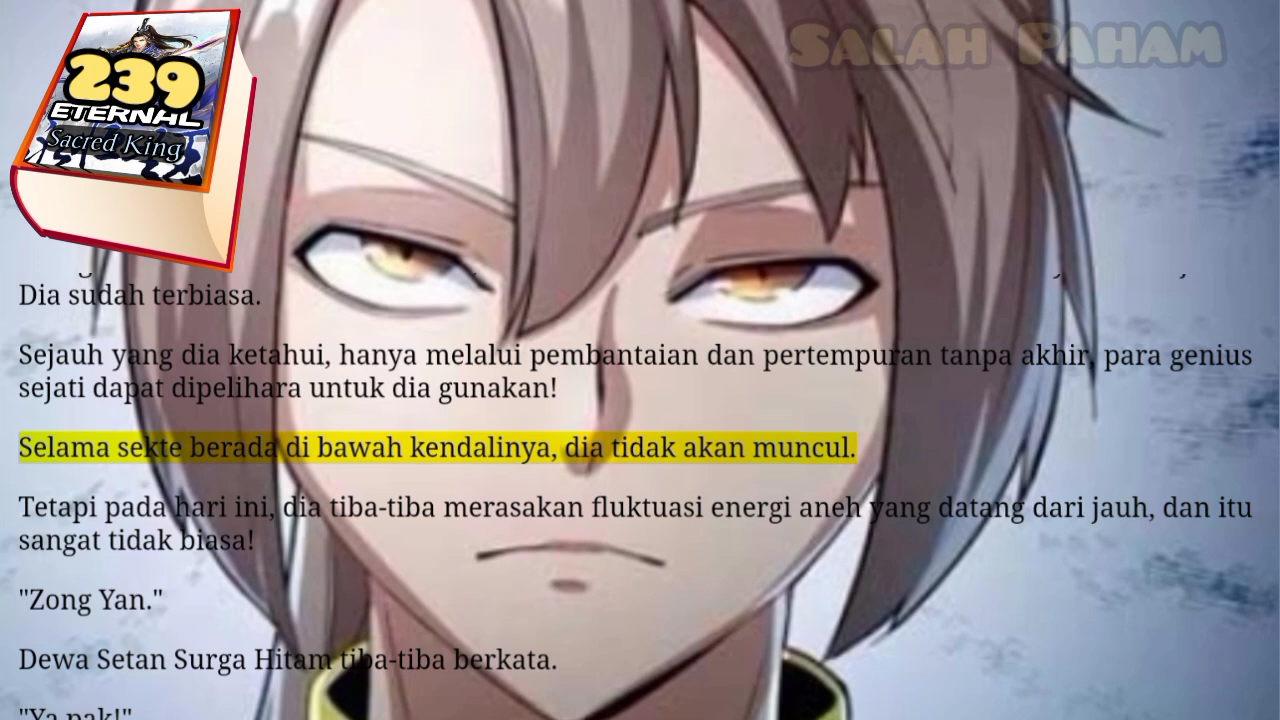 SALAH PAHAM
239
ETERNAL
Sacred King
Dia sudah terbiasa.
Sejauh yang dia ketahui, hanya melalui pembantaian dan pertempuran tanpa akhir, para genius
sejati dapat dipelihara untuk dia gunakan!
Selama sekte berada di bawah kendalinya, dia tidak akan muncul.
Tetapi pada hari ini, dia tiba-tiba merasakan fluktuasi energi aneh yang datang dari jauh, dan itu
sangat tidak biasa!
"Zong Yan."
Dewa Setan Surga Hitam tiba-tiba berkata.
"Ya pak!"